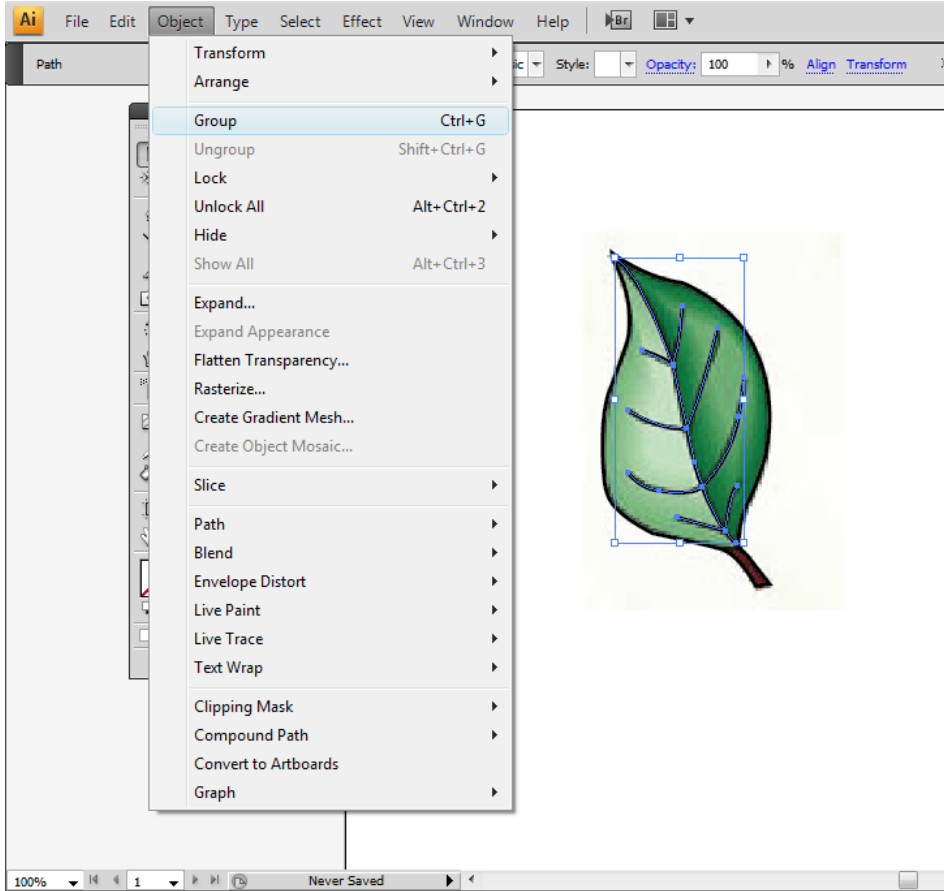 Ai File Edit Object Type Select Effect View Window Help Br
Path Style: Opacity: 100 % Align Transform
Transform
Arrange
Group Ctrl+G
Ungroup Shift+Ctrl+G
Lock
Unlock All Alt+Ctrl+2
Hide
Show All Alt+Ctrl+3
Expand...
Expand Appearance
Flatten Transparency...
Rasterize...
Create Gradient Mesh...
Create Object Mosaic...
Slice
Path
Blend
Envelope Distort
Live Paint
Live Trace
Text Wrap
Clipping Mask
Compound Path
Convert to Artboards
Graph
100% 1 Never Saved